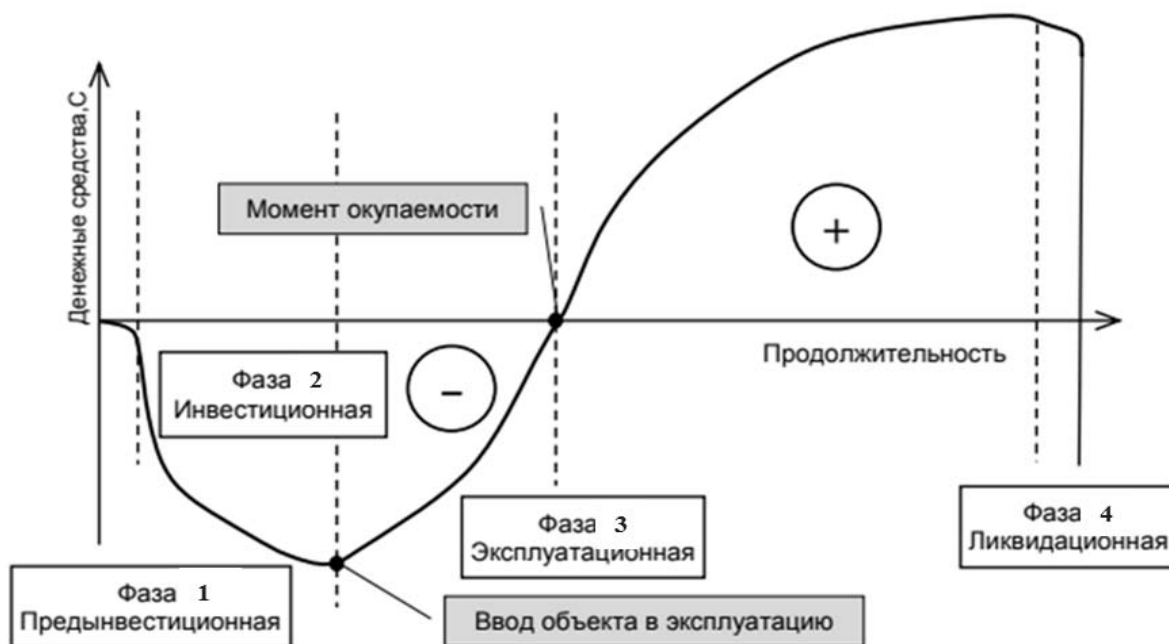 Денежные средства,С
Момент окупаемости
+
Продолжительность
Фаза 2
Инвестиционная
-
Фаза 3
Эксплуатационная
Фаза 4
Ликвидационная
Фаза 1
Предынвестиционная
Ввод объекта в эксплуатацию